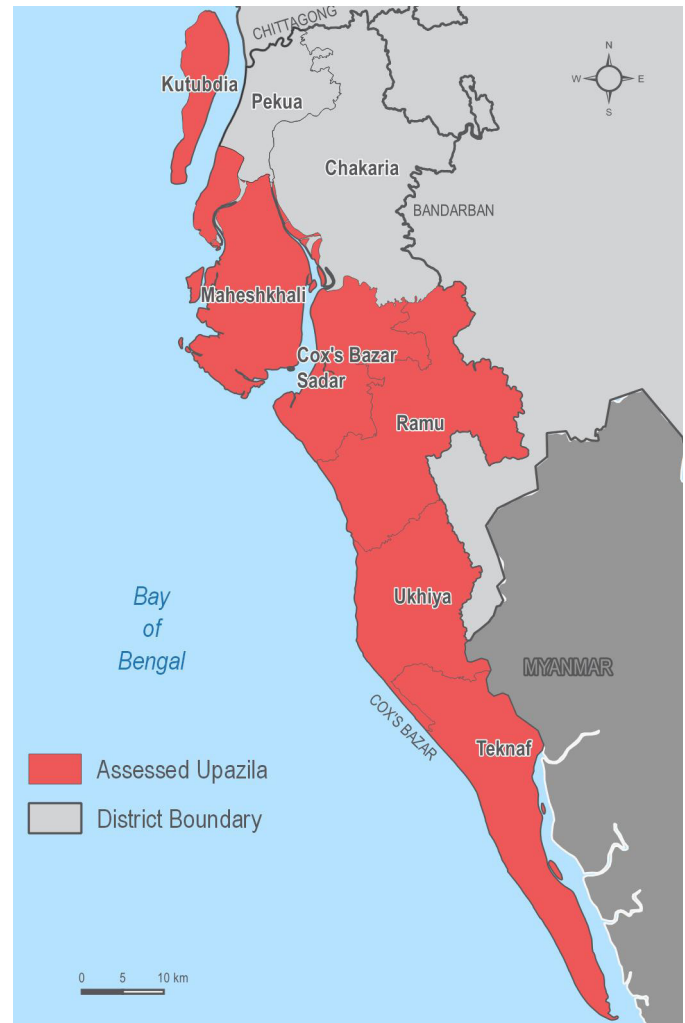 CHITTAGONG
N
W
E
S
Kutubdia
Pekua
Chakaria
BANDARBAN
Maheshkhali
Cox's Bazar
Sadar
Ramu
Ukhiya
Bay
of
Bengal
MYANMAR
COX'S BAZAR
Teknaf
Assessed Upazila
District Boundary
0 5 10 km